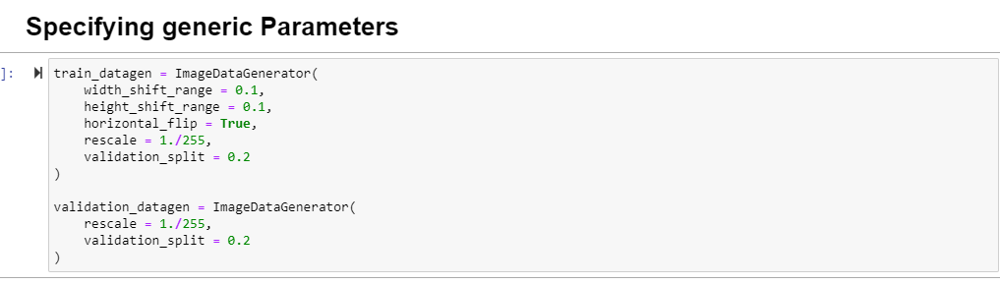 Specifying generic Parameters
]:
train_datagen = ImageDataGenerator(
    width_shift_range = 0.1,
    height_shift_range = 0.1,
    horizontal_flip = True,
    rescale = 1./255,
    validation_split = 0.2
)
validation_datagen = ImageDataGenerator(
    rescale = 1./255,
    validation_split = 0.2
)